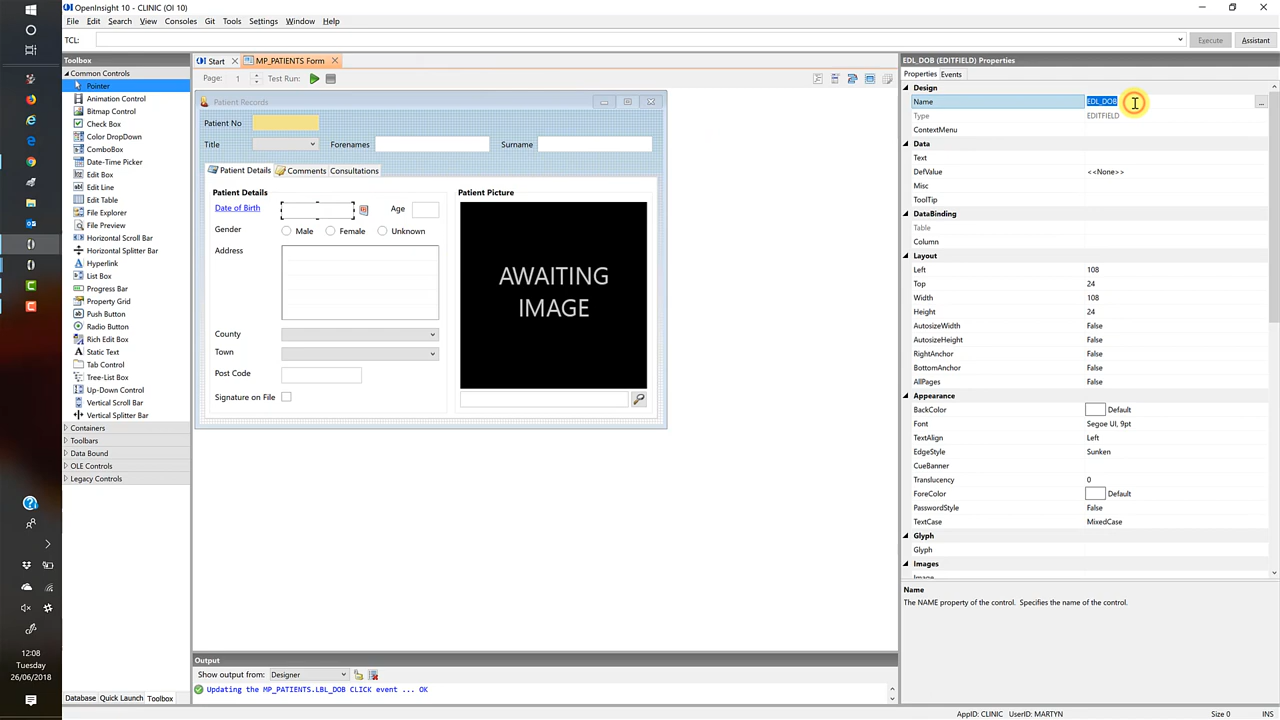 OpenInsight 10 - CLINIC (OI 10)
File Edit Search View Consoles Git Tools Settings Window Help
TCL: Execute Assistant
Toolbox
Common Controls
Pointer
Animation Control
Bitmap Control
Check Box
Color DropDown
ComboBox
Date-Time Picker
Edit Box
Edit Line
Edit Table
File Explorer
File Preview
Horizontal Scroll Bar
Horizontal Splitter Bar
Hyperlink
List Box
Progress Bar
Property Grid
Push Button
Radio Button
Rich Edit Box
Static Text
Tab Control
Tree-List Box
Up-Down Control
Vertical Scroll Bar
Vertical Splitter Bar
Containers
Toolbars
Data Bound
OLE Controls
Legacy Controls
Database Quick Launch Toolbox
12:08
Tuesday
26/06/2018
Start MP_PATIENTS Form
Page: 1 Test Run:
Patient Records
Patient No
Title Forenames Surname
Patient Details Comments Consultations
Patient Details
Date of Birth Age
Gender Male Female Unknown
Address
County
Town
Post Code
Signature on File
Patient Picture
AWAITING
IMAGE
Output
Show output from: Designer
Updating the MP_PATIENTS.LBL_DOB CLICK event ... OK
EDL_DOB (EDITFIELD) Properties
Properties Events
Design
Name EDL_DOB ...
Type EDITFIELD
ContextMenu
Data
Text
DefValue <<None>>
Misc
ToolTip
DataBinding
Table
Column
Layout
Left 108
Top 24
Width 108
Height 24
AutosizeWidth False
AutosizeHeight False
RightAnchor False
BottomAnchor False
AllPages False
Appearance
BackColor Default
Font Segoe UI, 9pt
TextAlign Left
EdgeStyle Sunken
CueBanner
Translucency 0
ForeColor Default
PasswordStyle False
TextCase MixedCase
Glyph
Glyph
Images
Image
Name
The NAME property of the control. Specifies the name of the control.
AppID: CLINIC UserID: MARTYN Size 0 INS